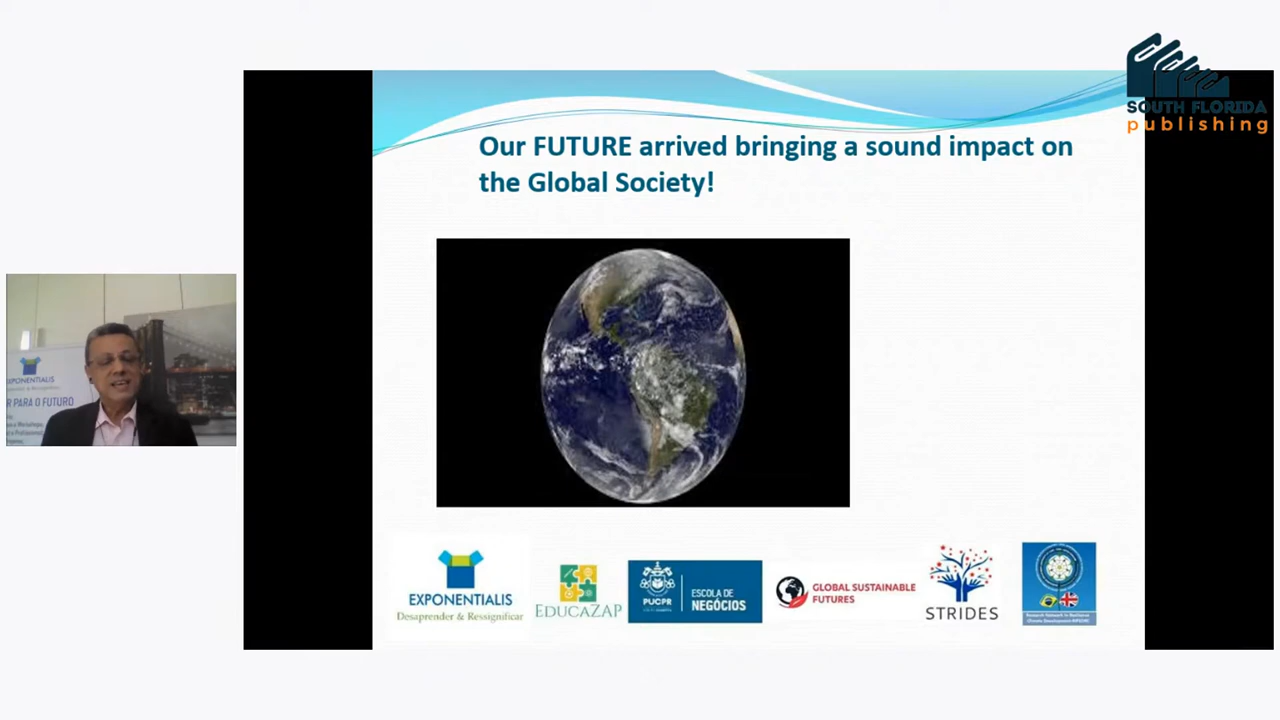 SOUTH FLORIDA
publishing
Our FUTURE arrived bringing a sound impact on
the Global Society!
EXPONENTIALIS
R PARA O FUTURO
EXPONENTIALIS
Desaprender & Ressignificar
EDUCAZAP
PUCPR
ESCOLA DE
NEGÓCIOS
GLOBAL SUSTAINABLE
FUTURES
STRIDES